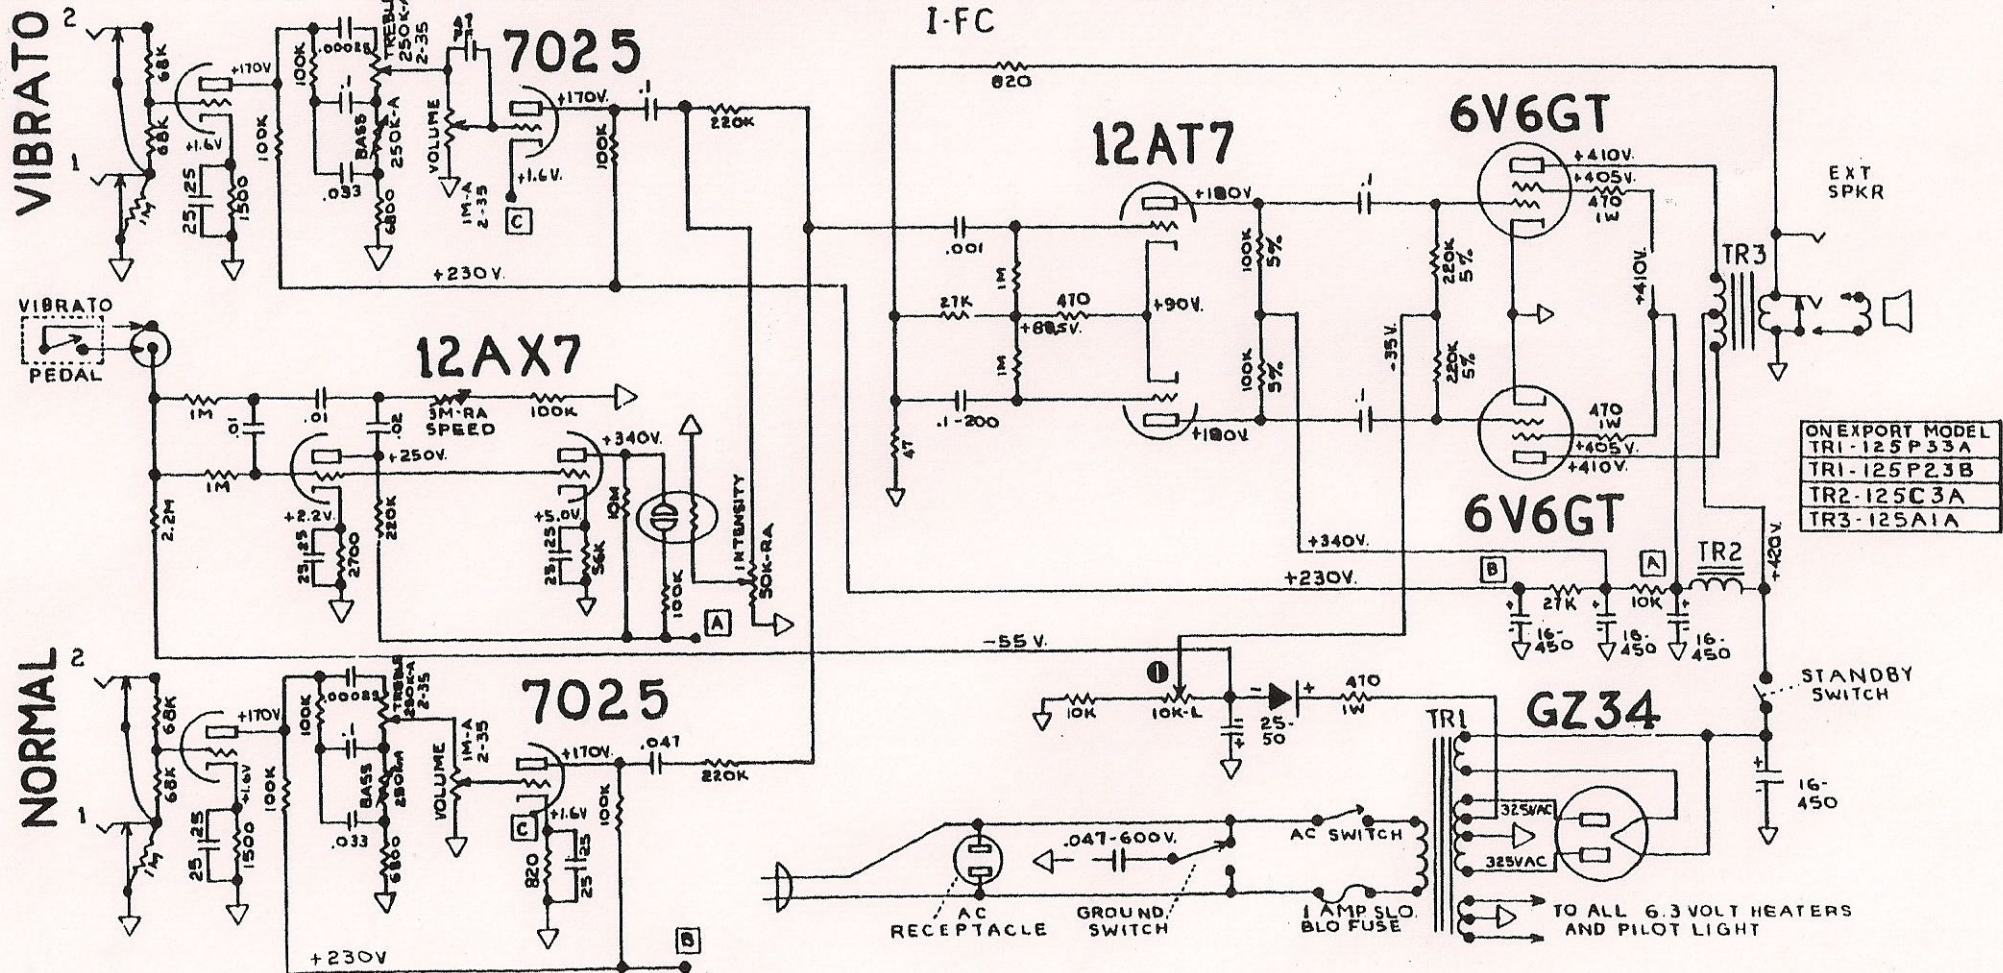 I-FC
VIBRATO
2
1
68K
68K
1M
+170V
+1.6V
25
25
1500
100K
100K
.1
.033
BASS
250K-A
TREBLE
250K-A
2-35
6800
VOLUME
1M-A
2-35
7025
+170V.
+1.6V.
C
100K
.1
220K
+230V.
820
12AT7
.001
1M
27K
470
1M
.1-200
47
+90V.
100K
5%
100K
5%
.1
.1
220K
5%
220K
5%
-35V.
6V6GT
+410V.
+405V.
470
1W
+410V.
470
1W
+405V.
+410V.
6V6GT
EXT
SPKR
TR3
VIBRATO
PEDAL
12AX7
1M
.01
.01
.02
3M-RA
SPEED
100K
1M
2.2M
+250V.
+2.2V.
25
25
2700
220K
+340V.
+5.0V.
25
25
56K
10M
100K
INTENSITY
50K-RA
A
ON EXPORT MODEL
TR1-125P33A
TR1-125P23B
TR2-125C3A
TR3-125A1A
+340V.
+230V.
B
27K
A
10K
TR2
+420V.
16-
450
16-
450
16-
450
-55 V.
STANDBY
SWITCH
NORMAL
2
1
68K
68K
1M
+170V
+1.6V
25
25
1500
100K
100K
.1
.033
BASS
TREBLE
250K-A
2-35
6800
VOLUME
1M-A
2-35
7025
+170V.
+1.6V
C
820
25
25
100K
.047
220K
+230V
B
1
10K
10K-L
-
+
25-
50
470
1W
TR1
GZ34
325VAC
325VAC
16-
450
.047-600V.
AC SWITCH
AC
RECEPTACLE
GROUND
SWITCH
1 AMP SLO.
BLO FUSE
TO ALL 6.3 VOLT HEATERS
AND PILOT LIGHT